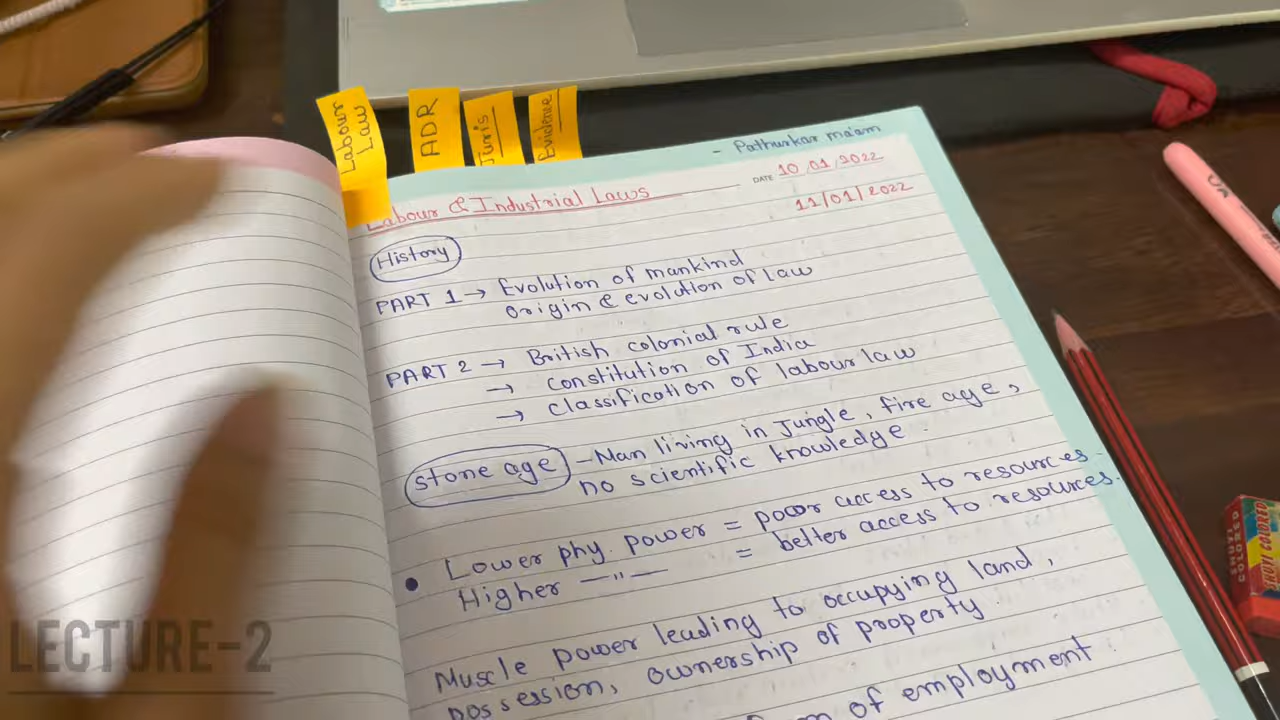 Labour Law
ADR
Juris
Evidence
- Pathuskar ma'am
DATE 10/01/2022
11/01/2022
Labour & Industrial Laws
History
PART 1 → Evolution of mankind
Origin & evolution of Law
PART 2 → British colonial rule
→ constitution of India
→ classification of labour law
Stone age - Man living in Jungle, fire age,
no scientific knowledge.
• Lower phy. power = poor access to resources.
Higher —"— = better access to resources.
Muscle power leading to occupying land,
possession, ownership of property.
of employment.
LECTURE-2